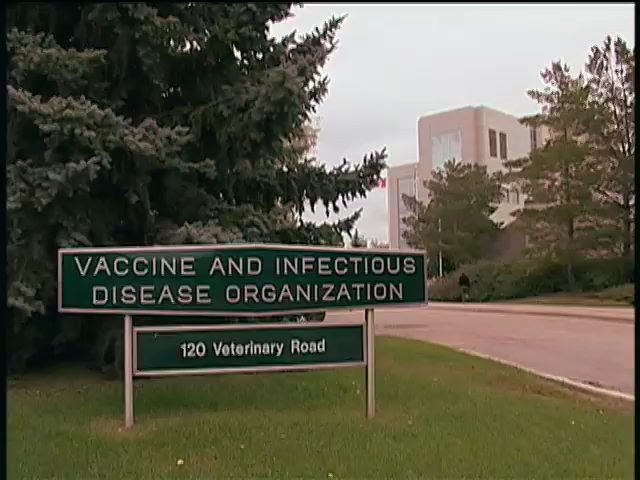 VACCINE AND INFECTIOUS
DISEASE ORGANIZATION
120 Veterinary Road